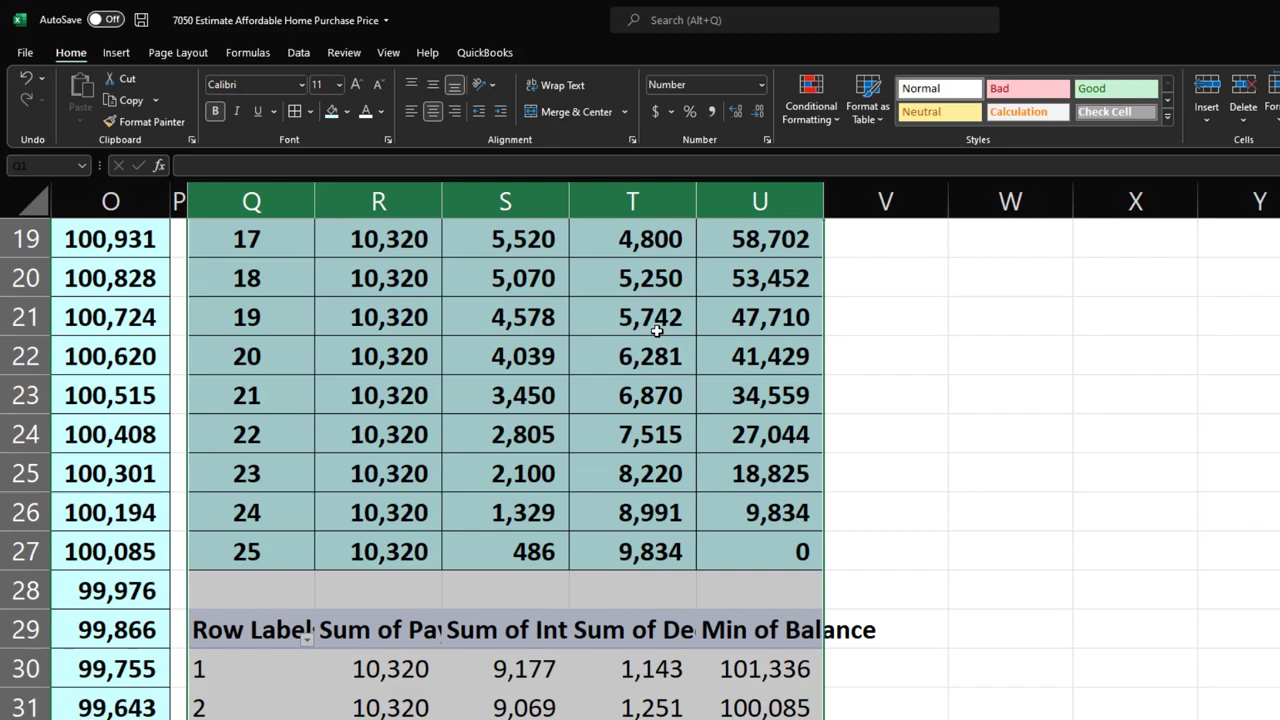 AutoSave Off 7050 Estimate Affordable Home Purchase Price Search (Alt+Q)
File Home Insert Page Layout Formulas Data Review View Help QuickBooks
Cut Calibri 11 Wrap Text Number Normal Bad Good
Paste Copy B I U Merge & Center $ % Conditional Formatting Format as Table Neutral Calculation Check Cell Insert Delete
Format Painter
Undo Clipboard Font Alignment Number Styles Cells
Q1 fx
O P Q R S T U V W X Y
19 100,931 17 10,320 5,520 4,800 58,702
20 100,828 18 10,320 5,070 5,250 53,452
21 100,724 19 10,320 4,578 5,742 47,710
22 100,620 20 10,320 4,039 6,281 41,429
23 100,515 21 10,320 3,450 6,870 34,559
24 100,408 22 10,320 2,805 7,515 27,044
25 100,301 23 10,320 2,100 8,220 18,825
26 100,194 24 10,320 1,329 8,991 9,834
27 100,085 25 10,320 486 9,834 0
28 99,976
29 99,866 Row Label Sum of Pay Sum of Int Sum of De Min of Balance
30 99,755 1 10,320 9,177 1,143 101,336
31 99,643 2 10,320 9,069 1,251 100,085